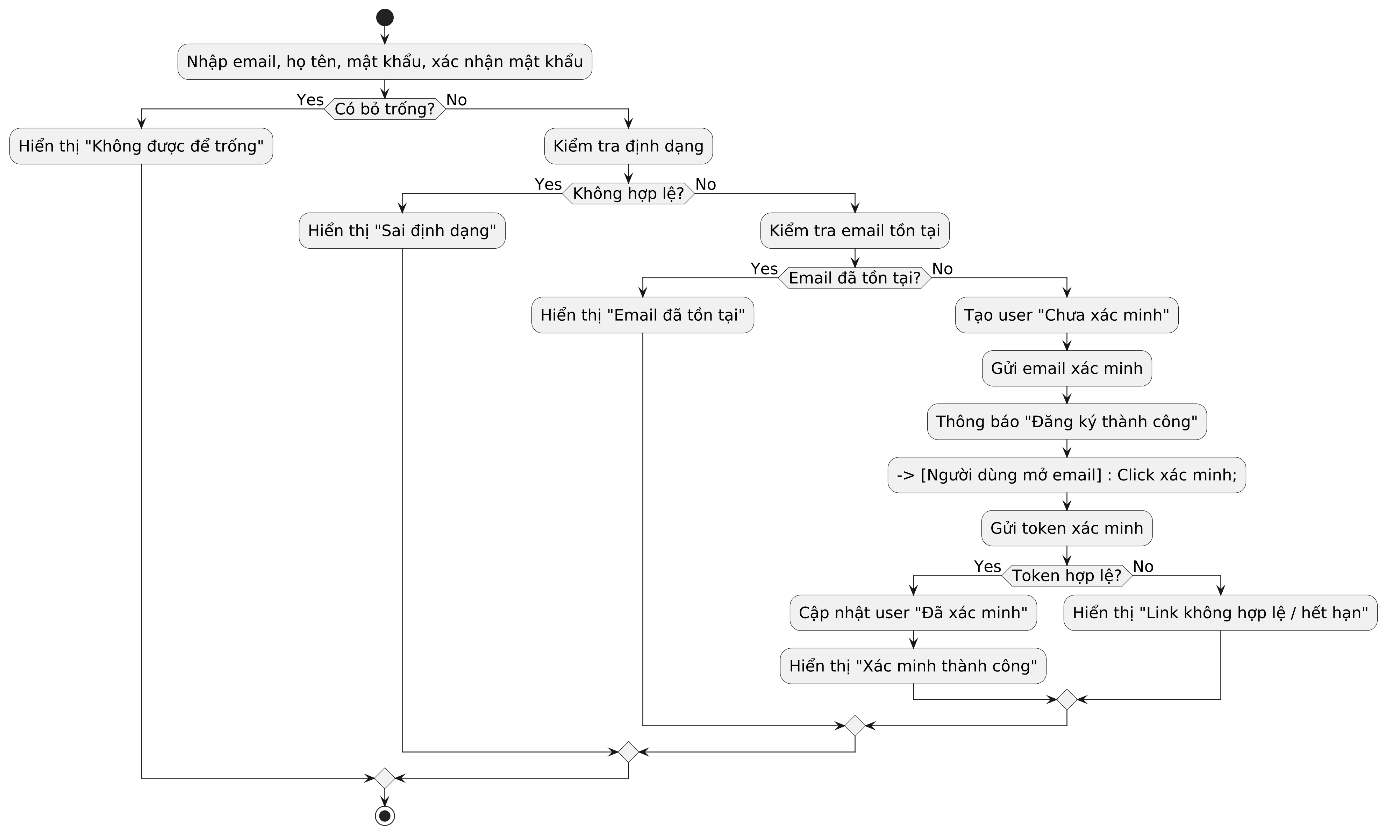 Nhập email, họ tên, mật khẩu, xác nhận mật khẩu
Yes
Có bỏ trống?
No
Hiển thị "Không được để trống"
Kiểm tra định dạng
Yes
Không hợp lệ?
No
Hiển thị "Sai định dạng"
Kiểm tra email tồn tại
Yes
Email đã tồn tại?
No
Hiển thị "Email đã tồn tại"
Tạo user "Chưa xác minh"
Gửi email xác minh
Thông báo "Đăng ký thành công"
-> [Người dùng mở email] : Click xác minh;
Gửi token xác minh
Yes
Token hợp lệ?
No
Cập nhật user "Đã xác minh"
Hiển thị "Link không hợp lệ / hết hạn"
Hiển thị "Xác minh thành công"